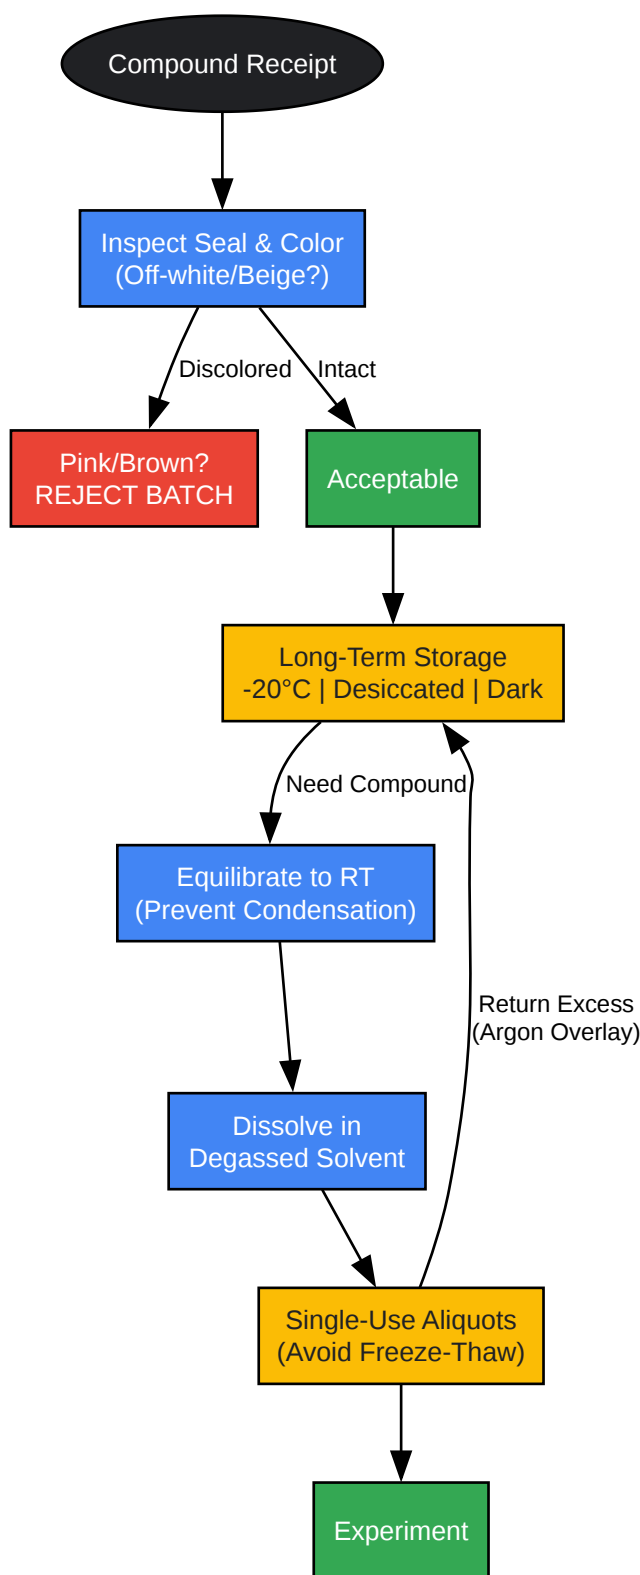 Compound Receipt
Inspect Seal & Color
(Off-white/Beige?)
Discolored
Intact
Pink/Brown?
REJECT BATCH
Acceptable
Long-Term Storage
-20°C | Desiccated | Dark
Need Compound
Equilibrate to RT
(Prevent Condensation)
Return Excess
(Argon Overlay)
Dissolve in
Degassed Solvent
Single-Use Aliquots
(Avoid Freeze-Thaw)
Experiment